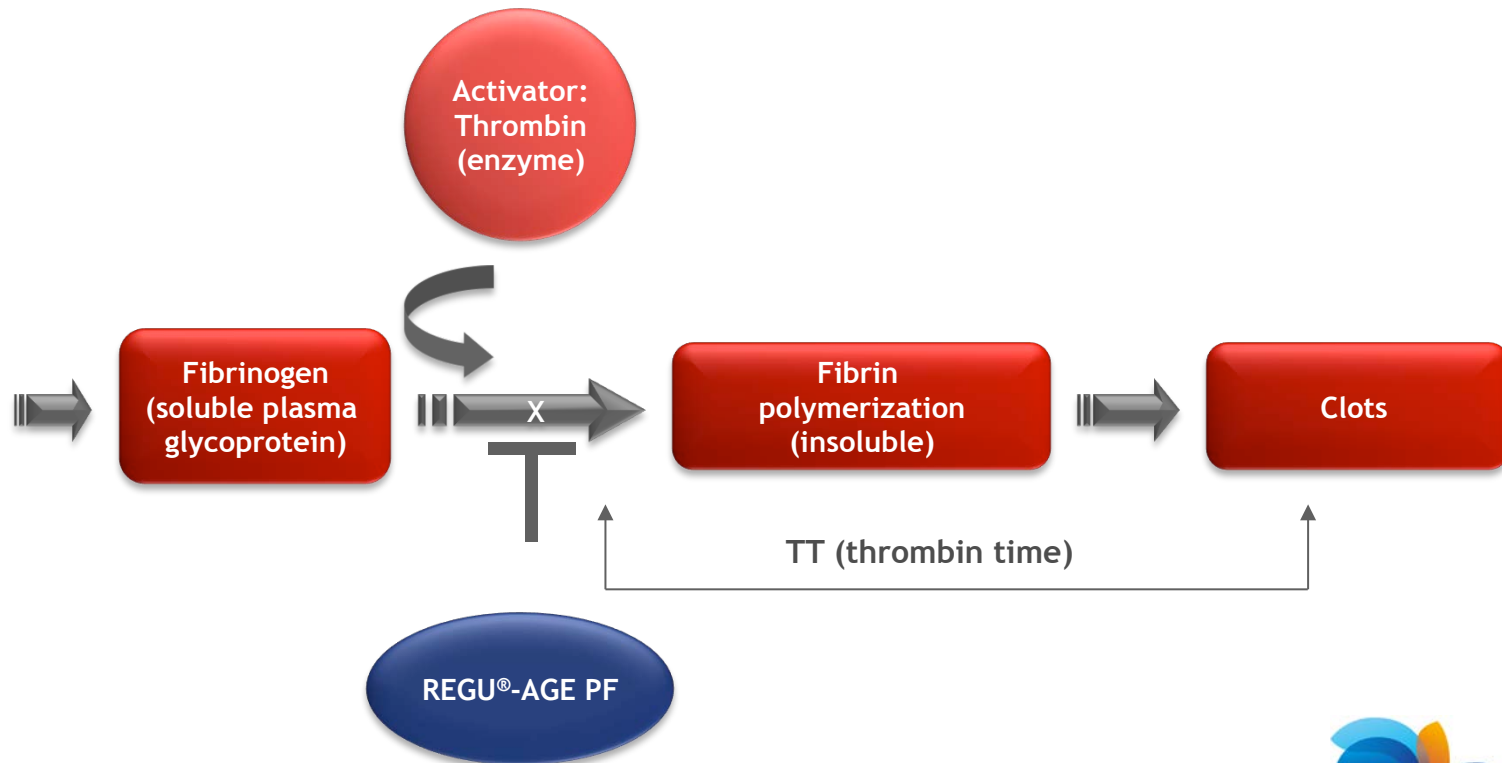 Activator:
Thrombin
(enzyme)
Fibrinogen
(soluble plasma
glycoprotein)
X
Fibrin
polymerization
(insoluble)
Clots
TT (thrombin time)
REGU®-AGE PF